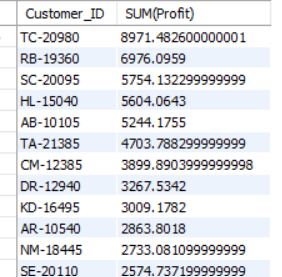 Customer_ID SUM(Profit)
TC-20980 8971.482600000001
RB-19360 6976.0959
SC-20095 5754.132299999999
HL-15040 5604.0643
AB-10105 5244.1755
TA-21385 4703.788299999999
CM-12385 3899.8903999999998
DR-12940 3267.5342
KD-16495 3009.1782
AR-10540 2863.8018
NM-18445 2733.081099999999
SE-20110 2574.737199999999